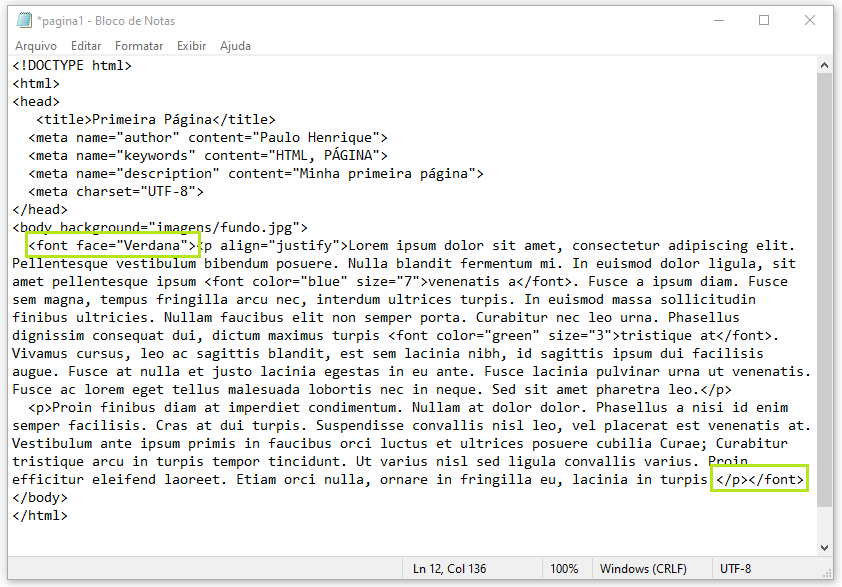 *pagina1 - Bloco de Notas
Arquivo Editar Formatar Exibir Ajuda
<!DOCTYPE html>
<html>
<head>
   <title>Primeira Página</title>
  <meta name="author" content="Paulo Henrique">
  <meta name="keywords" content="HTML, PÁGINA">
  <meta name="description" content="Minha primeira página">
  <meta charset="UTF-8">
</head>
<body background="imagens/fundo.jpg">
  <font face="Verdana"><p align="justify">Lorem ipsum dolor sit amet, consectetur adipiscing elit.
Pellentesque vestibulum bibendum posuere. Nulla blandit fermentum mi. In euismod dolor ligula, sit
amet pellentesque ipsum <font color="blue" size="7">venenatis a</font>. Fusce a ipsum diam. Fusce
sem magna, tempus fringilla arcu nec, interdum ultrices turpis. In euismod massa sollicitudin
finibus ultricies. Nullam faucibus elit non semper porta. Curabitur nec leo urna. Phasellus
dignissim consequat dui, dictum maximus turpis <font color="green" size="3">tristique at</font>.
Vivamus cursus, leo ac sagittis blandit, est sem lacinia nibh, id sagittis ipsum dui facilisis
augue. Fusce at nulla et justo lacinia egestas in eu ante. Fusce lacinia pulvinar urna ut venenatis.
Fusce ac lorem eget tellus malesuada lobortis nec in neque. Sed sit amet pharetra leo.</p>
  <p>Proin finibus diam at imperdiet condimentum. Nullam at dolor dolor. Phasellus a nisi id enim
semper facilisis. Cras at dui turpis. Suspendisse convallis nisl leo, vel placerat est venenatis at.
Vestibulum ante ipsum primis in faucibus orci luctus et ultrices posuere cubilia Curae; Curabitur
tristique arcu in turpis tempor tincidunt. Ut varius nisl sed ligula convallis varius. Proin
efficitur eleifend laoreet. Etiam orci nulla, ornare in fringilla eu, lacinia in turpis </p></font>
</body>
</html>
Ln 12, Col 136 100% Windows (CRLF) UTF-8